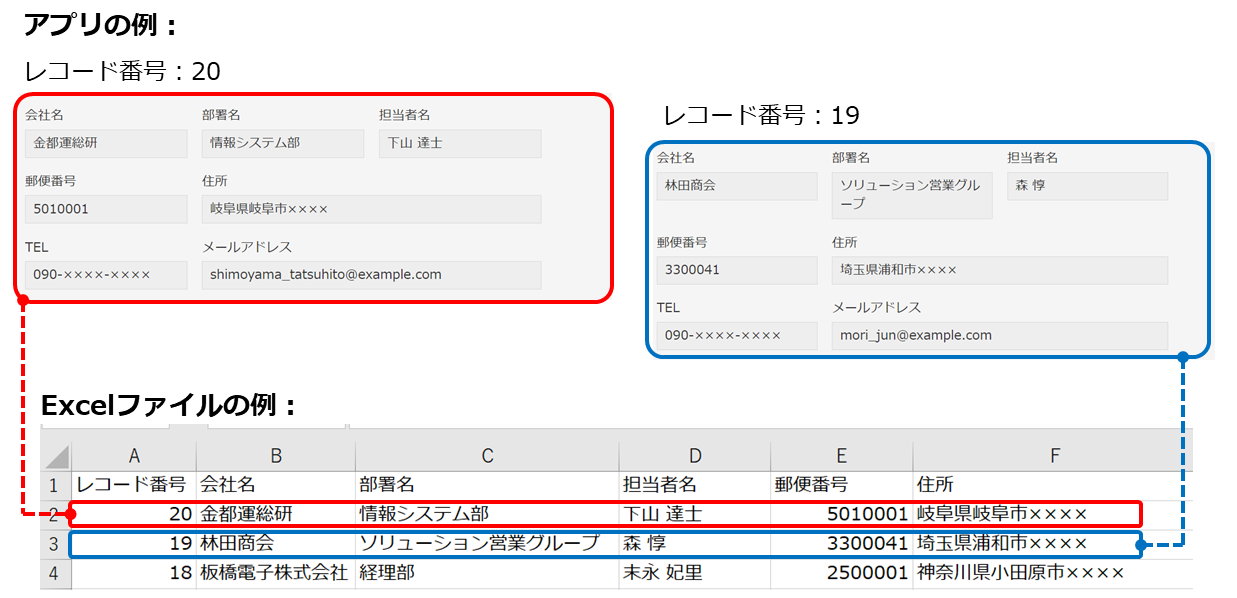 アプリの例：
レコード番号：20
会社名 部署名 担当者名
金都運総研 情報システム部 下山 達士
郵便番号 住所
5010001 岐阜県岐阜市××××
TEL メールアドレス
090-××××-×××× shimoyama_tatsuhito@example.com
レコード番号：19
会社名 部署名 担当者名
林田商会 ソリューション営業グル 森 惇
ープ
郵便番号 住所
3300041 埼玉県浦和市××××
TEL メールアドレス
090-××××-×××× mori_jun@example.com
Excelファイルの例：
A B C D E F
1 レコード番号 会社名 部署名 担当者名 郵便番号 住所
2 20 金都運総研 情報システム部 下山 達士 5010001 岐阜県岐阜市××××
3 19 林田商会 ソリューション営業グループ 森 惇 3300041 埼玉県浦和市××××
4 18 板橋電子株式会社 経理部 末永 妃里 2500001 神奈川県小田原市××××